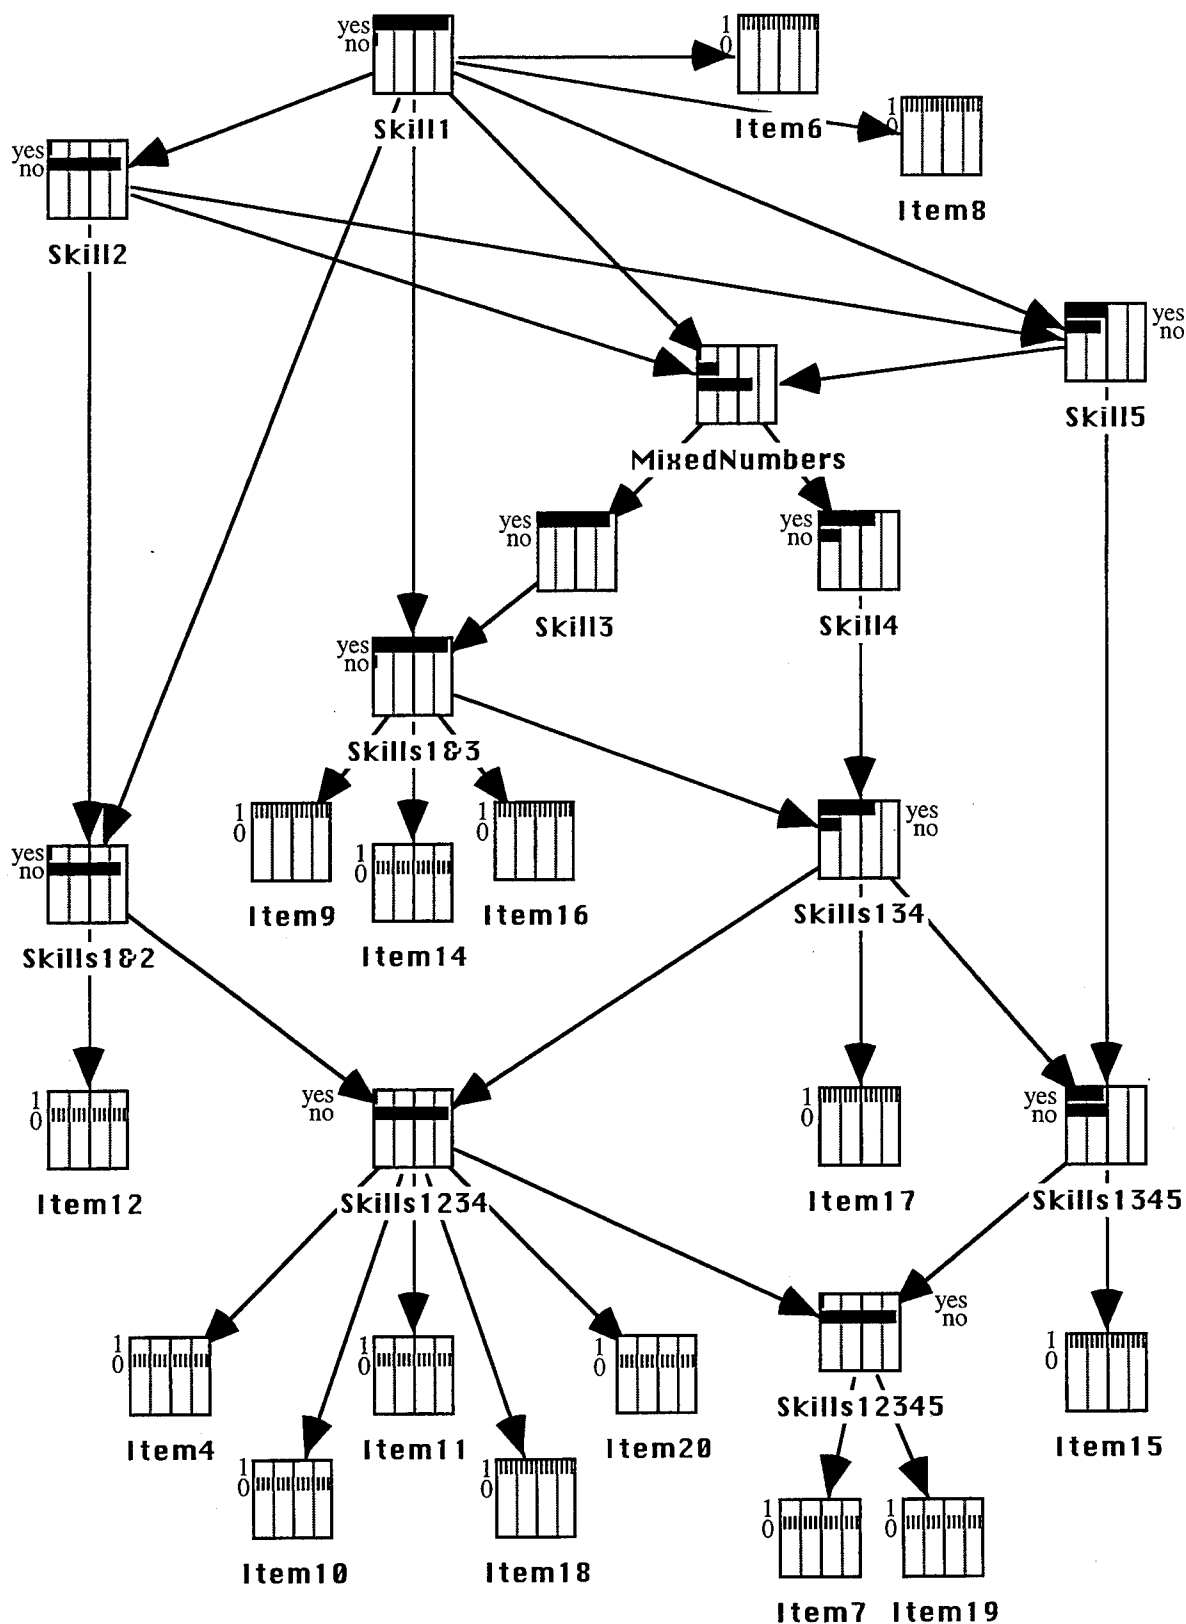 yes
no
Skill1
1
0
Item6
1
0
Item8
yes
no
Skill2
yes
no
Skill5
MixedNumbers
yes
no
Skill3
yes
no
Skill4
yes
no
Skills1&3
1
0
Item9
Item14
1
0
Item16
yes
no
Skills134
yes
no
Skills1&2
1
0
Item12
yes
no
Skills1234
1
0
Item17
yes
no
Skills1345
1
0
Item4
1
0
Item11
1
0
Item20
yes
no
Skills12345
1
0
Item15
1
0
Item10
1
0
Item18
1
0
Item7
1
0
Item19